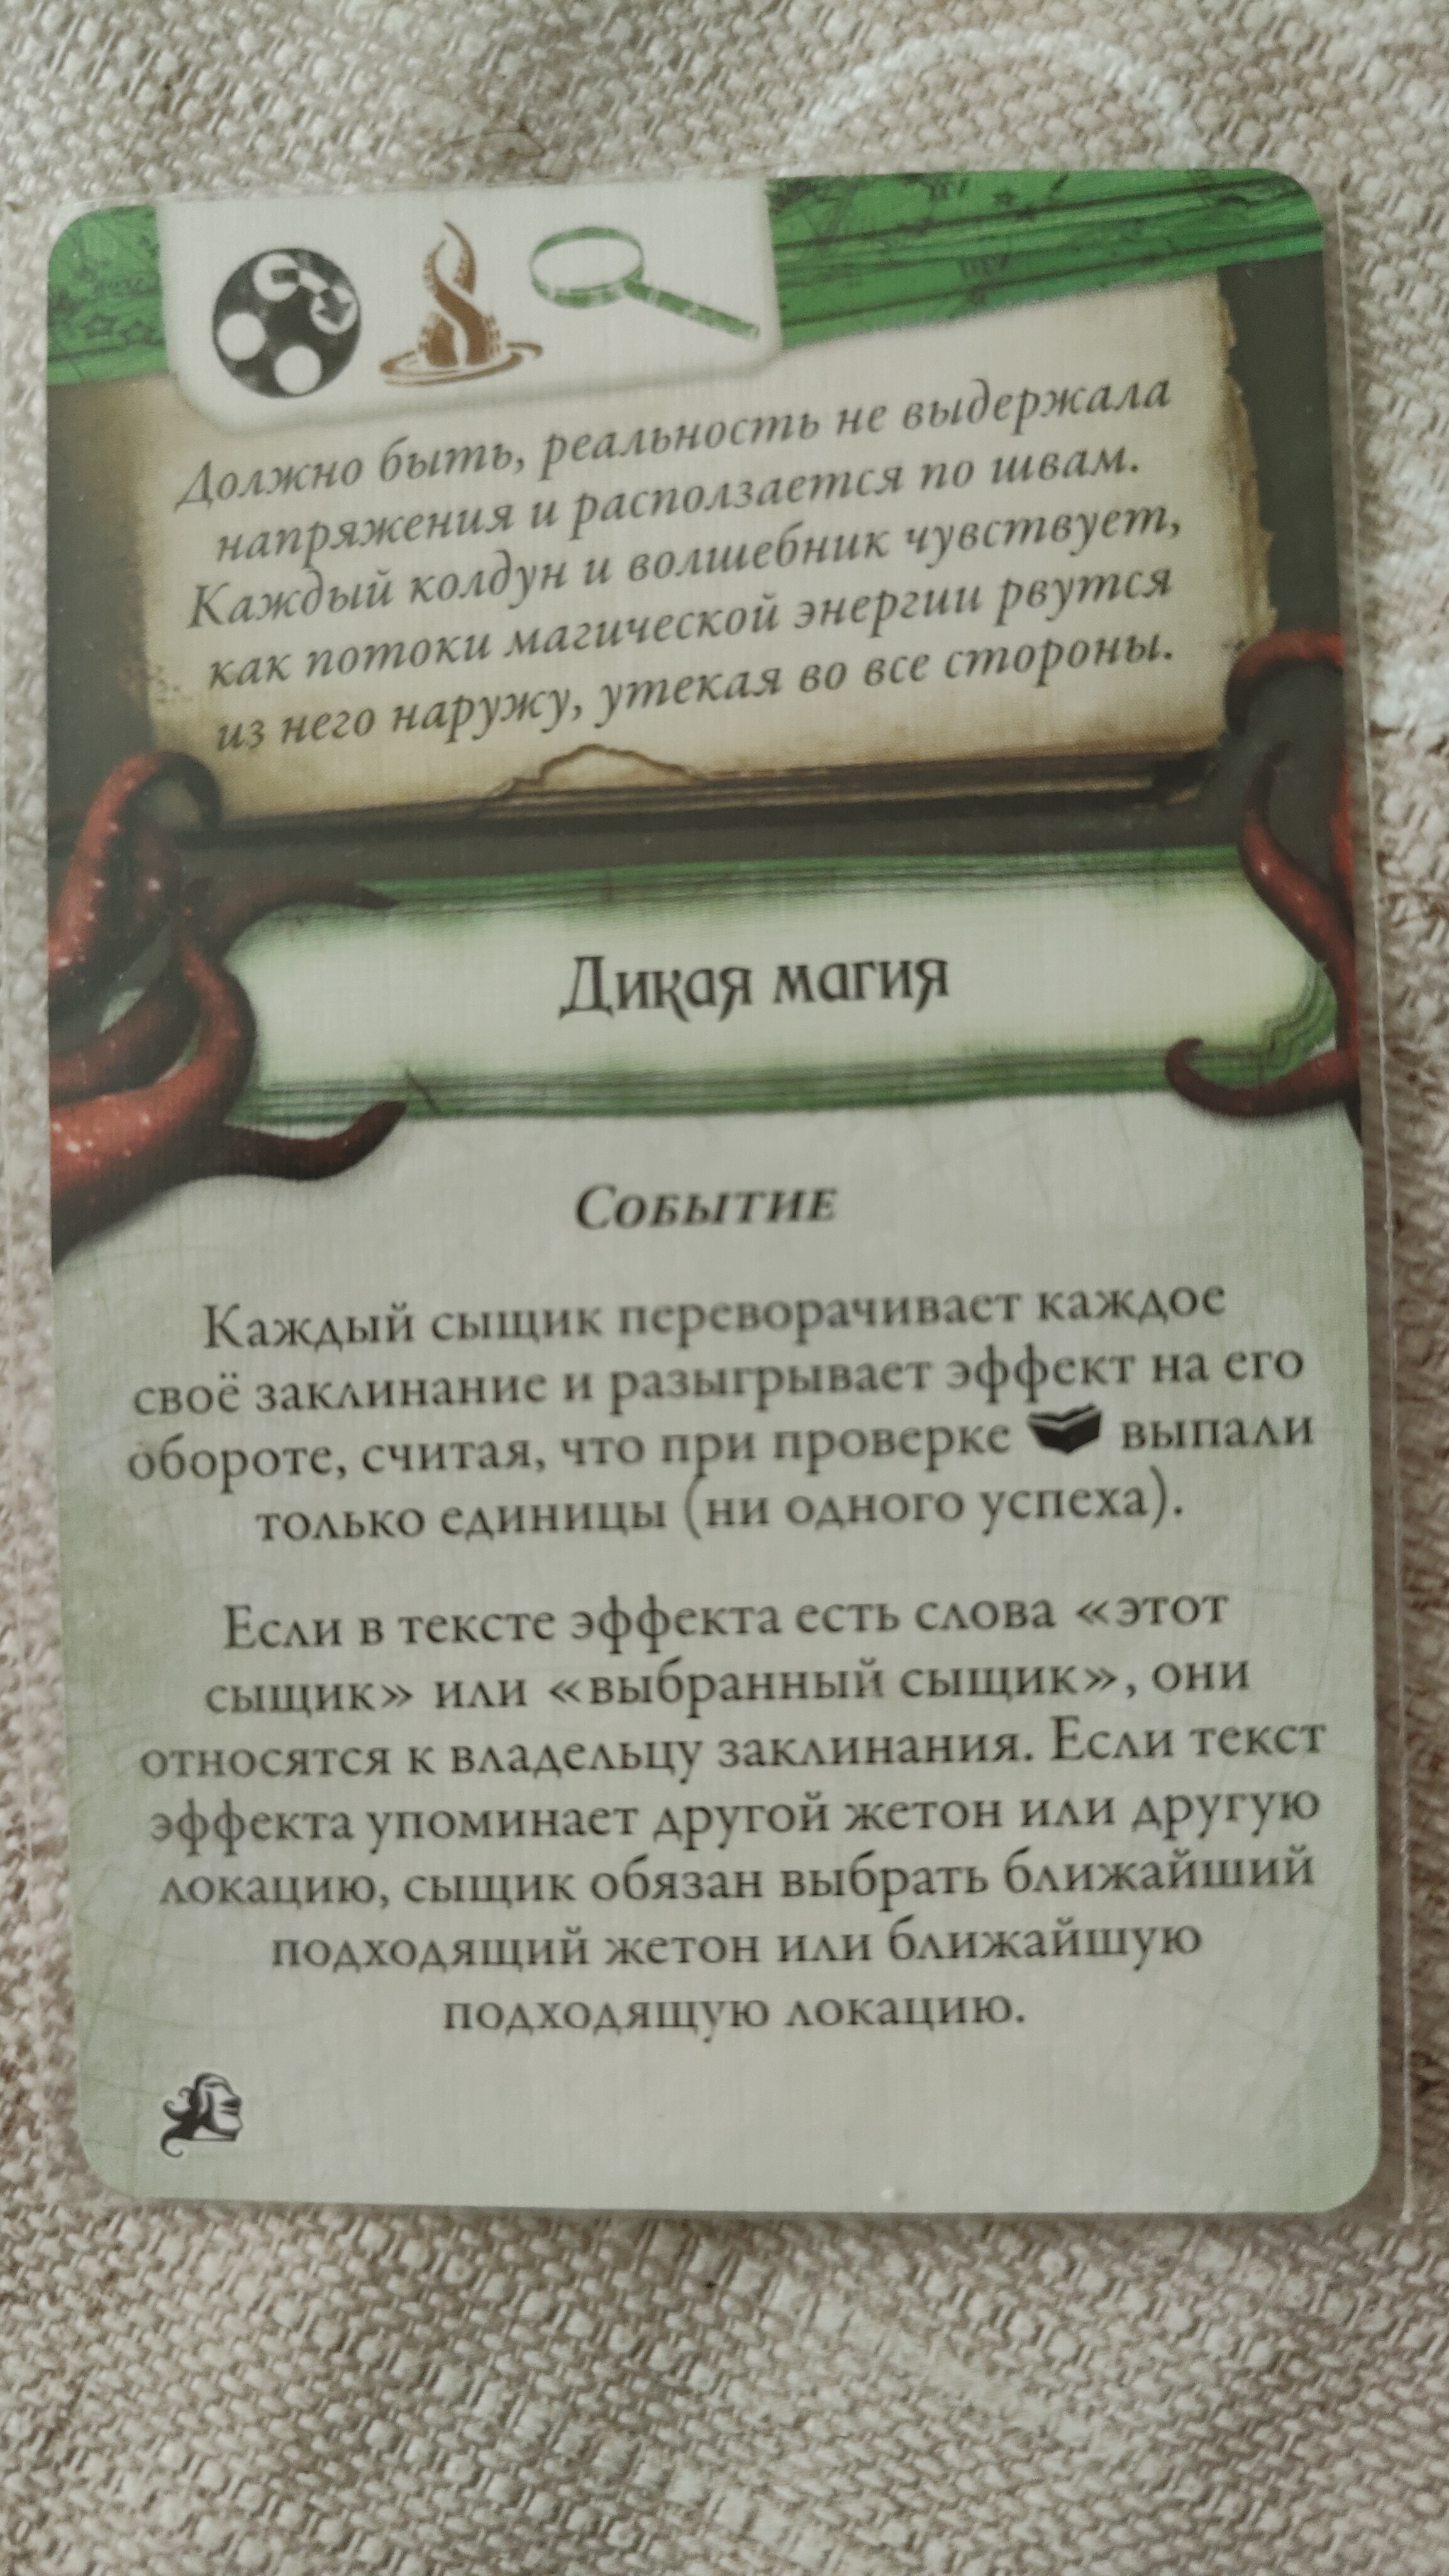 Должно быть, реальность не выдержала
напряжения и расползается по швам.
Каждый колдун и волшебник чувствует,
как потоки магической энергии рвутся
из него наружу, утекая во все стороны.
Дикая магия
Событие
Каждый сыщик переворачивает каждое
своё заклинание и разыгрывает эффект на его
обороте, считая, что при проверке выпали
только единицы (ни одного успеха).
Если в тексте эффекта есть слова «этот
сыщик» или «выбранный сыщик», они
относятся к владельцу заклинания. Если текст
эффекта упоминает другой жетон или другую
локацию, сыщик обязан выбрать ближайший
подходящий жетон или ближайшую
подходящую локацию.